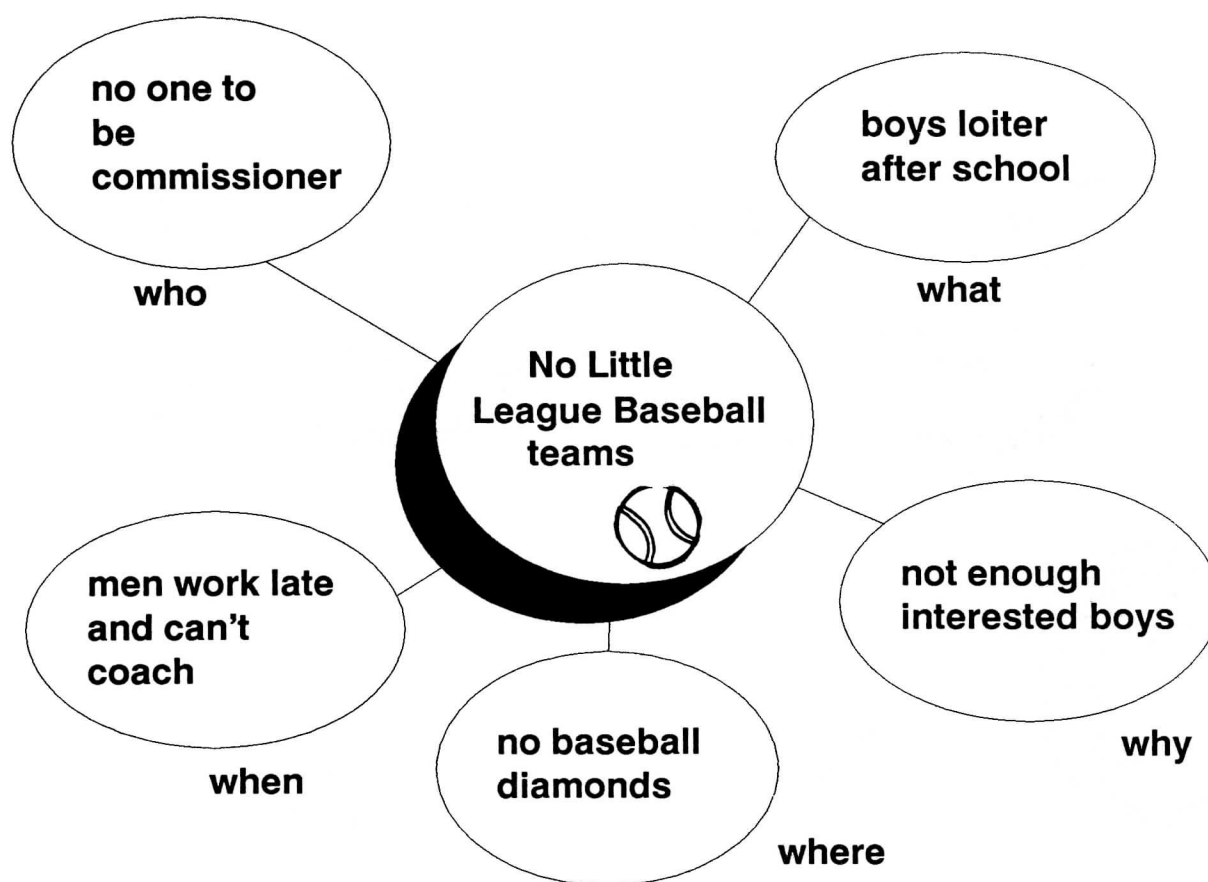 no one to
be
commissioner
who
boys loiter
after school
what
No Little
League Baseball
teams
men work late
and can't
coach
when
no baseball
diamonds
where
not enough
interested boys
why